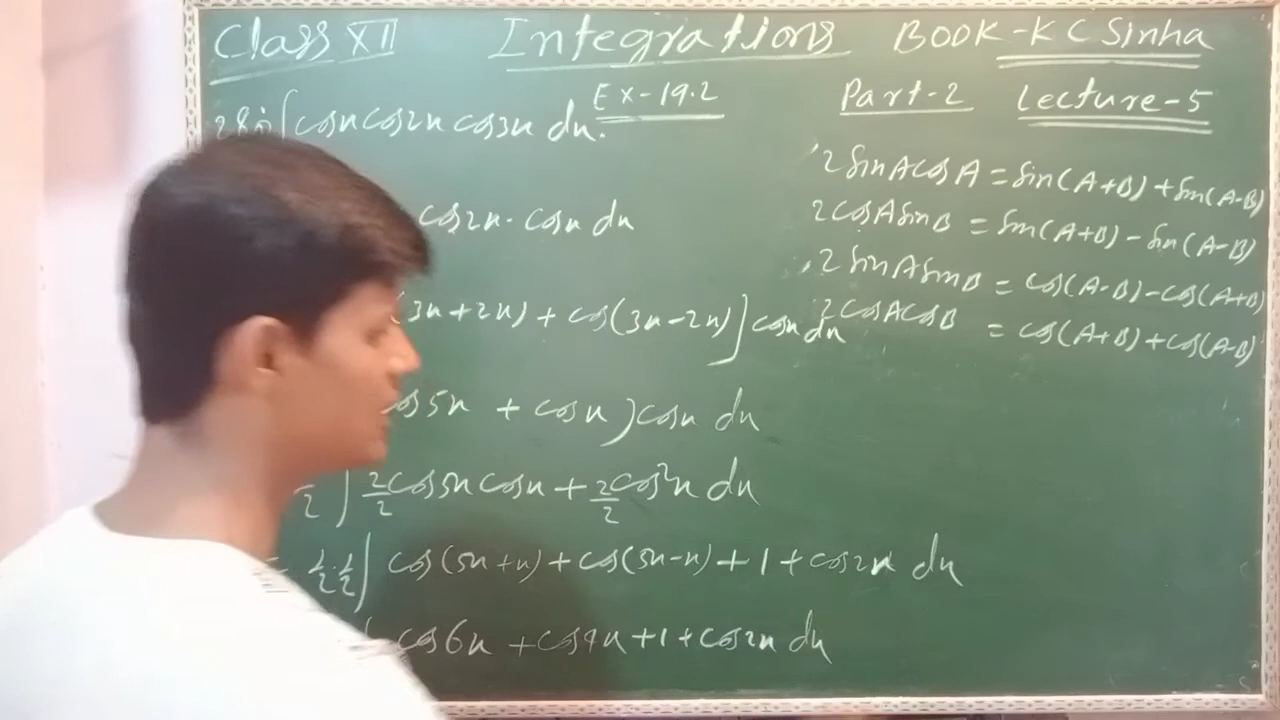 Class XII Integrations BOOK-KC Sinha
Ex-19.2 Part-2 Lecture-5
∫cosx cos2x cos3x dx.
cos2x · cosx dx
3x+2x) + cos(3x-2x)]cosx dx
cos5x + cosx)cosx dx
2 ∫ 2/2 cos5x cosx + 2/2 cos²x dx
= 1/2·1/2 ∫ cos(5x+x) + cos(5x-x) + 1 + cos2x dx
cos6x + cos4x + 1 + cos2x dx
2 SinA cosA = Sin(A+B) + Sin(A-B)
2 cosA SinB = Sin(A+B) - Sin(A-B)
2 SinA SinB = cos(A-B) - cos(A+B)
2 cosA cosB = cos(A+B) + cos(A-B)